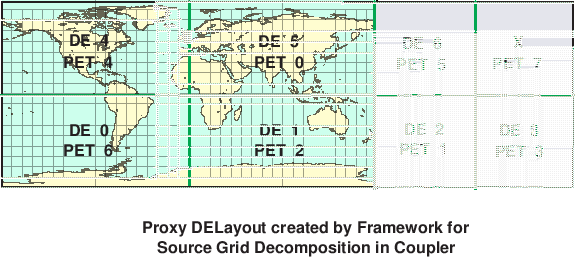 DE 4 DE 5 DE 6 X
PET 4 PET 0 PET 5 PET 7
DE 0 DE 1 DE 2 DE 3
PET 6 PET 2 PET 1 PET 3
Proxy DELayout created by Framework for
Source Grid Decomposition in Coupler